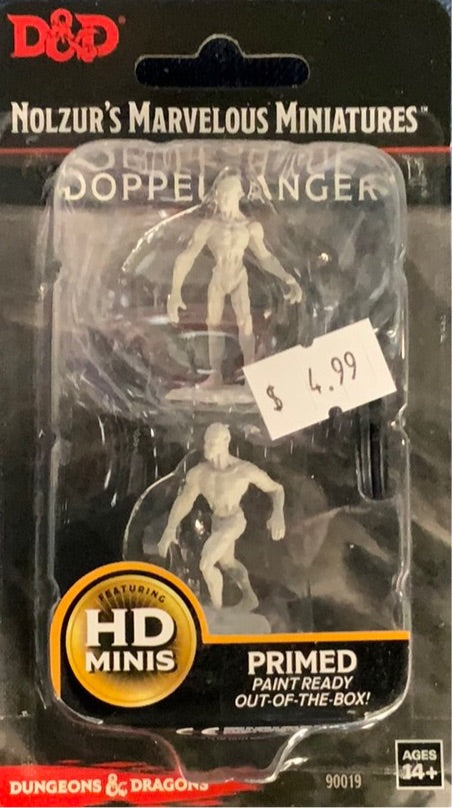 D&D
NOLZUR'S MARVELOUS MINIATURES™
DOPPELGANGER
$ 4.99
FEATURING
HD
MINIS
PRIMED
PAINT READY
OUT-OF-THE-BOX!
AGES
14+
DUNGEONS & DRAGONS
90019